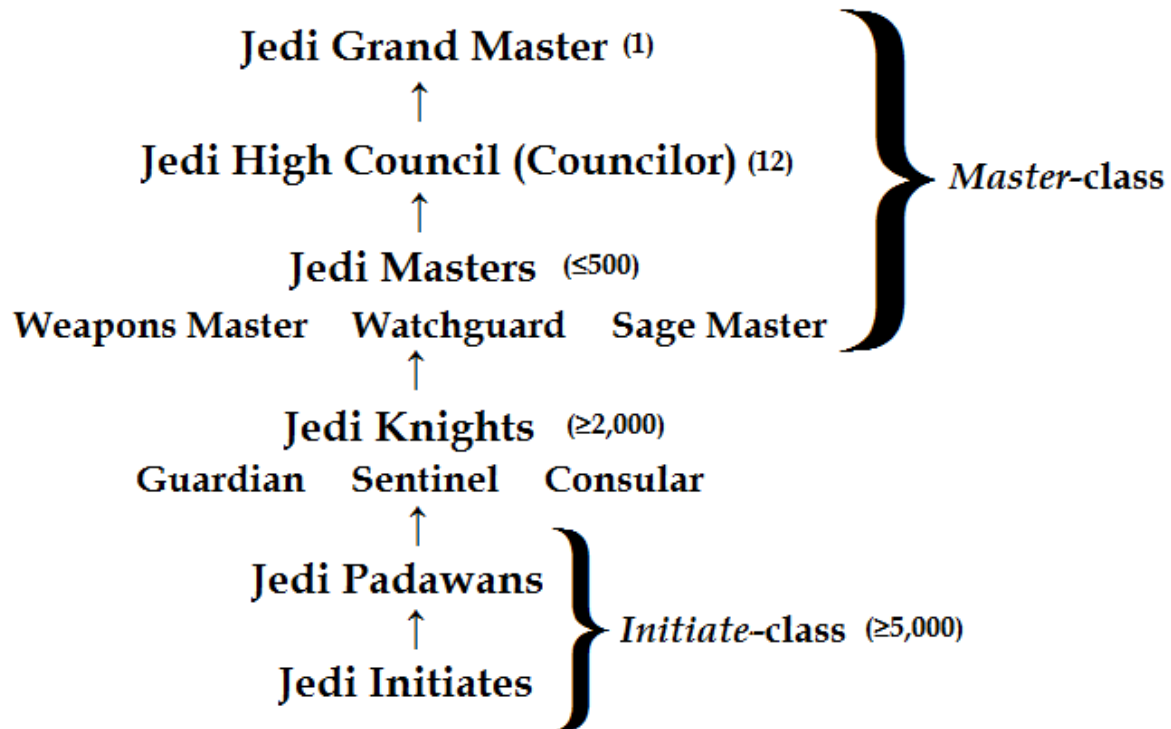 Jedi Grand Master (1)
↑
Jedi High Council (Councilor) (12)
Master-class
↑
Jedi Masters (≤500)
Weapons Master Watchguard Sage Master
↑
Jedi Knights (≥2,000)
Guardian Sentinel Consular
↑
Jedi Padawans
Initiate-class (≥5,000)
↑
Jedi Initiates